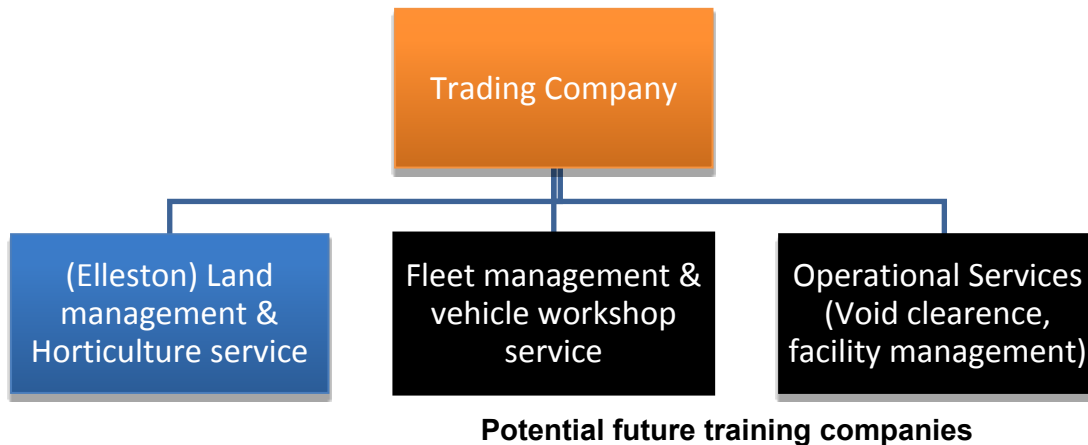 Trading Company
(Elleston) Land
management &
Horticulture service
Fleet management &
vehicle workshop
service
Operational Services
(Void clearence,
facility management)
Potential future training companies